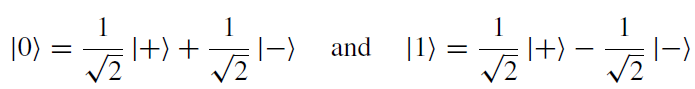 |0⟩ = 1/√2 |+⟩ + 1/√2 |−⟩ and |1⟩ = 1/√2 |+⟩ − 1/√2 |−⟩